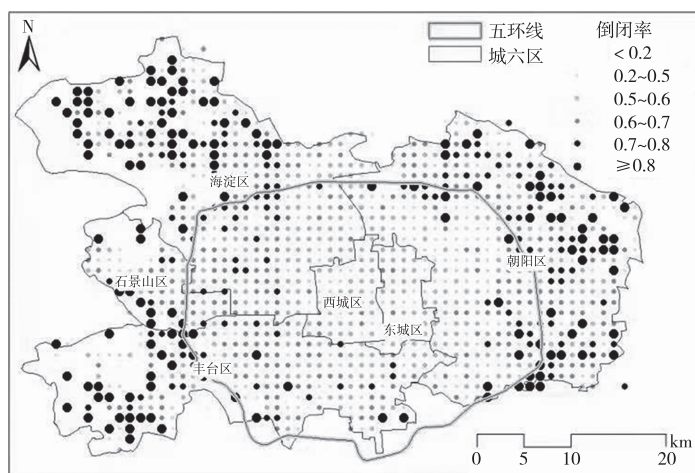 N
五环线
城六区
倒闭率
< 0.2
0.2~0.5
0.5~0.6
0.6~0.7
0.7~0.8
≥0.8
海淀区
石景山区
朝阳区
西城区
东城区
丰台区
km
0 5 10 20